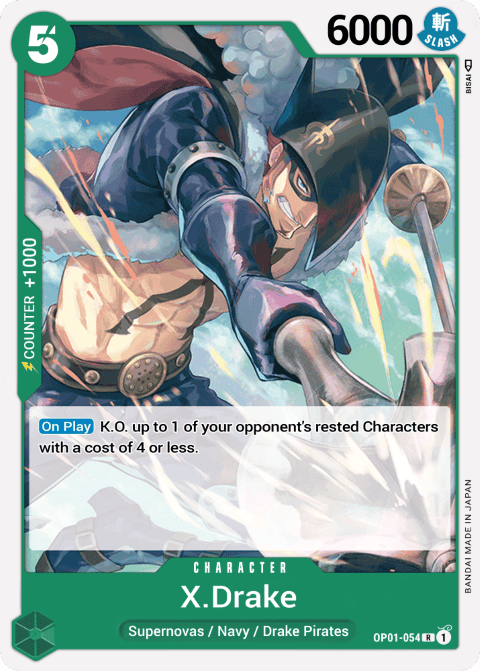 5
6000
斬
SLASH
BISAI
COUNTER +1000
On Play K.O. up to 1 of your opponent's rested Characters
with a cost of 4 or less.
BANDAI MADE IN JAPAN
CHARACTER
X.Drake
Supernovas / Navy / Drake Pirates
OP01-054 R 1